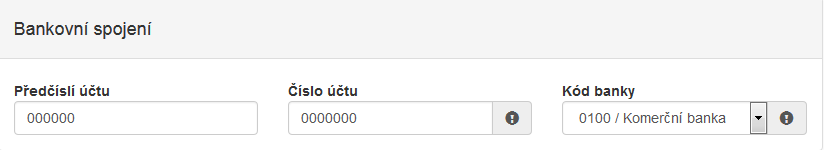 Bankovní spojení
Předčíslí účtu
Číslo účtu
Kód banky
000000
0000000
0100 / Komerční banka